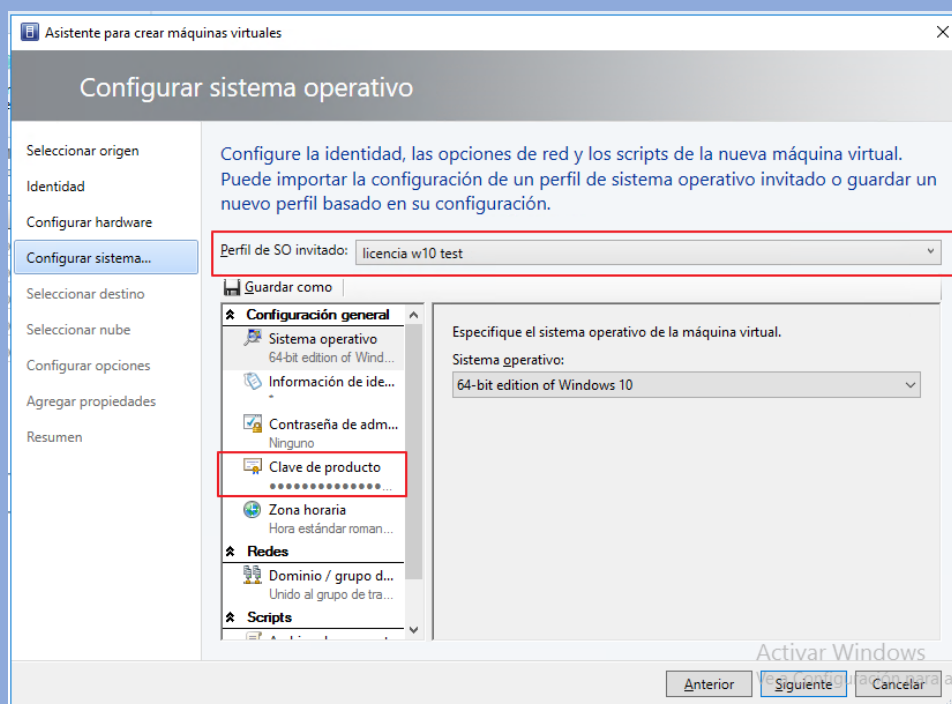 Asistente para crear máquinas virtuales
Configurar sistema operativo
Seleccionar origen
Identidad
Configurar hardware
Configurar sistema...
Seleccionar destino
Seleccionar nube
Configurar opciones
Agregar propiedades
Resumen
Configure la identidad, las opciones de red y los scripts de la nueva máquina virtual.
Puede importar la configuración de un perfil de sistema operativo invitado o guardar un
nuevo perfil basado en su configuración.
Perfil de SO invitado: licencia w10 test
Guardar como
Configuración general
Sistema operativo
64-bit edition of Wind...
Información de ide...
*
Contraseña de adm...
Ninguno
Clave de producto
●●●●●●●●●●●●●●...
Zona horaria
Hora estándar roman...
Redes
Dominio / grupo d...
Unido al grupo de tra...
Scripts
Especifique el sistema operativo de la máquina virtual.
Sistema operativo:
64-bit edition of Windows 10
Activar Windows
Ve a Configuración para a
Anterior Siguiente Cancelar